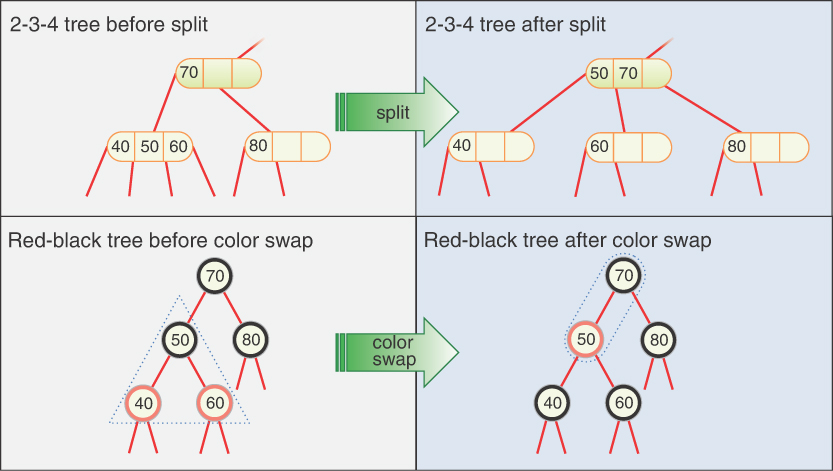 2-3-4 tree before split
70
40 50 60
80
split
2-3-4 tree after split
50 70
40
60
80
Red-black tree before color swap
70
50
80
40
60
color
swap
Red-black tree after color swap
70
50
80
40
60